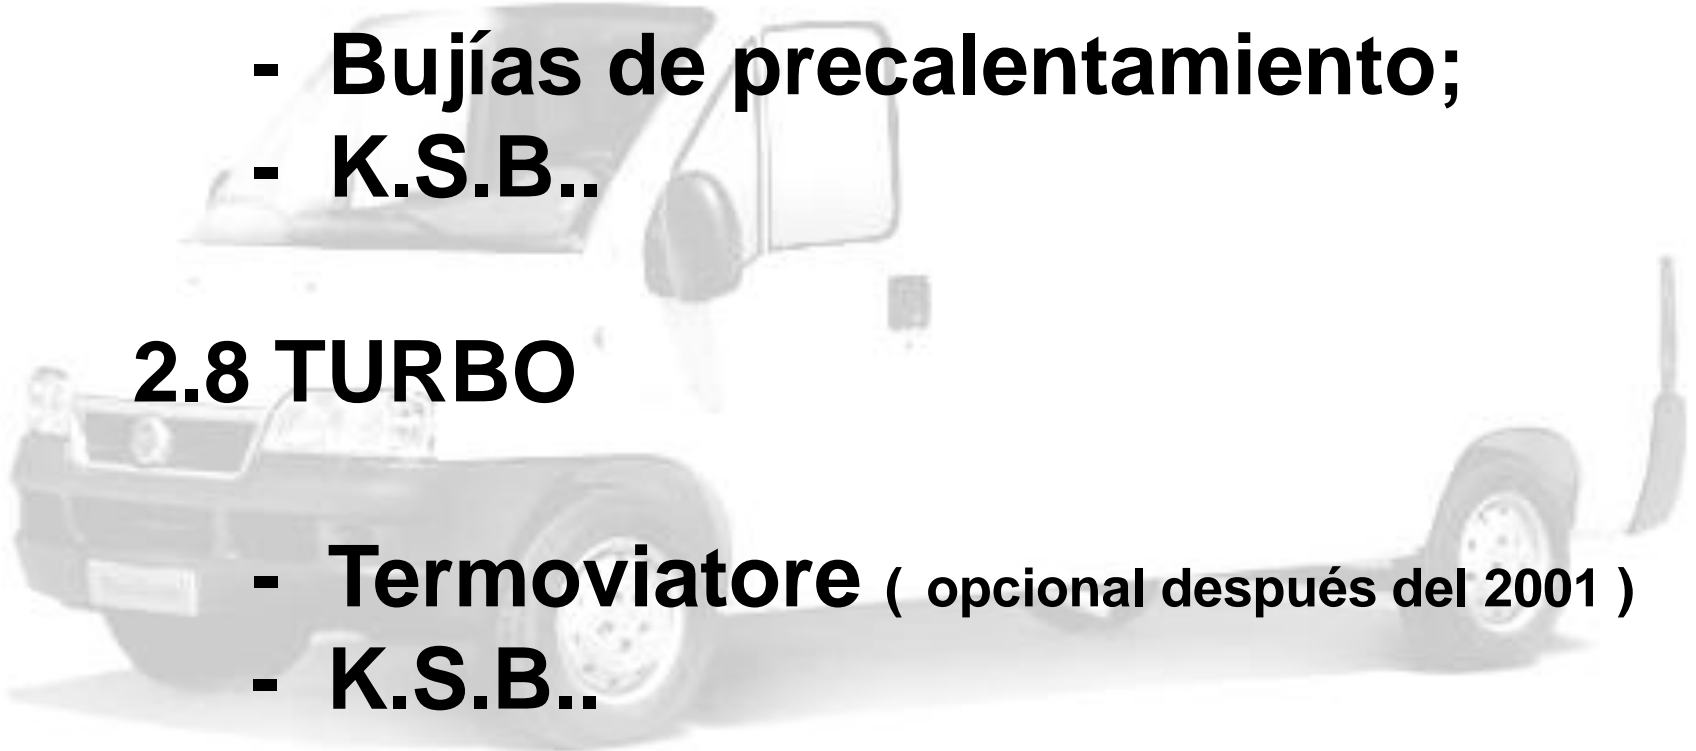 - Bujías de precalentamiento;
- K.S.B..
2.8 TURBO
- Termoviatore ( opcional después del 2001 )
- K.S.B..